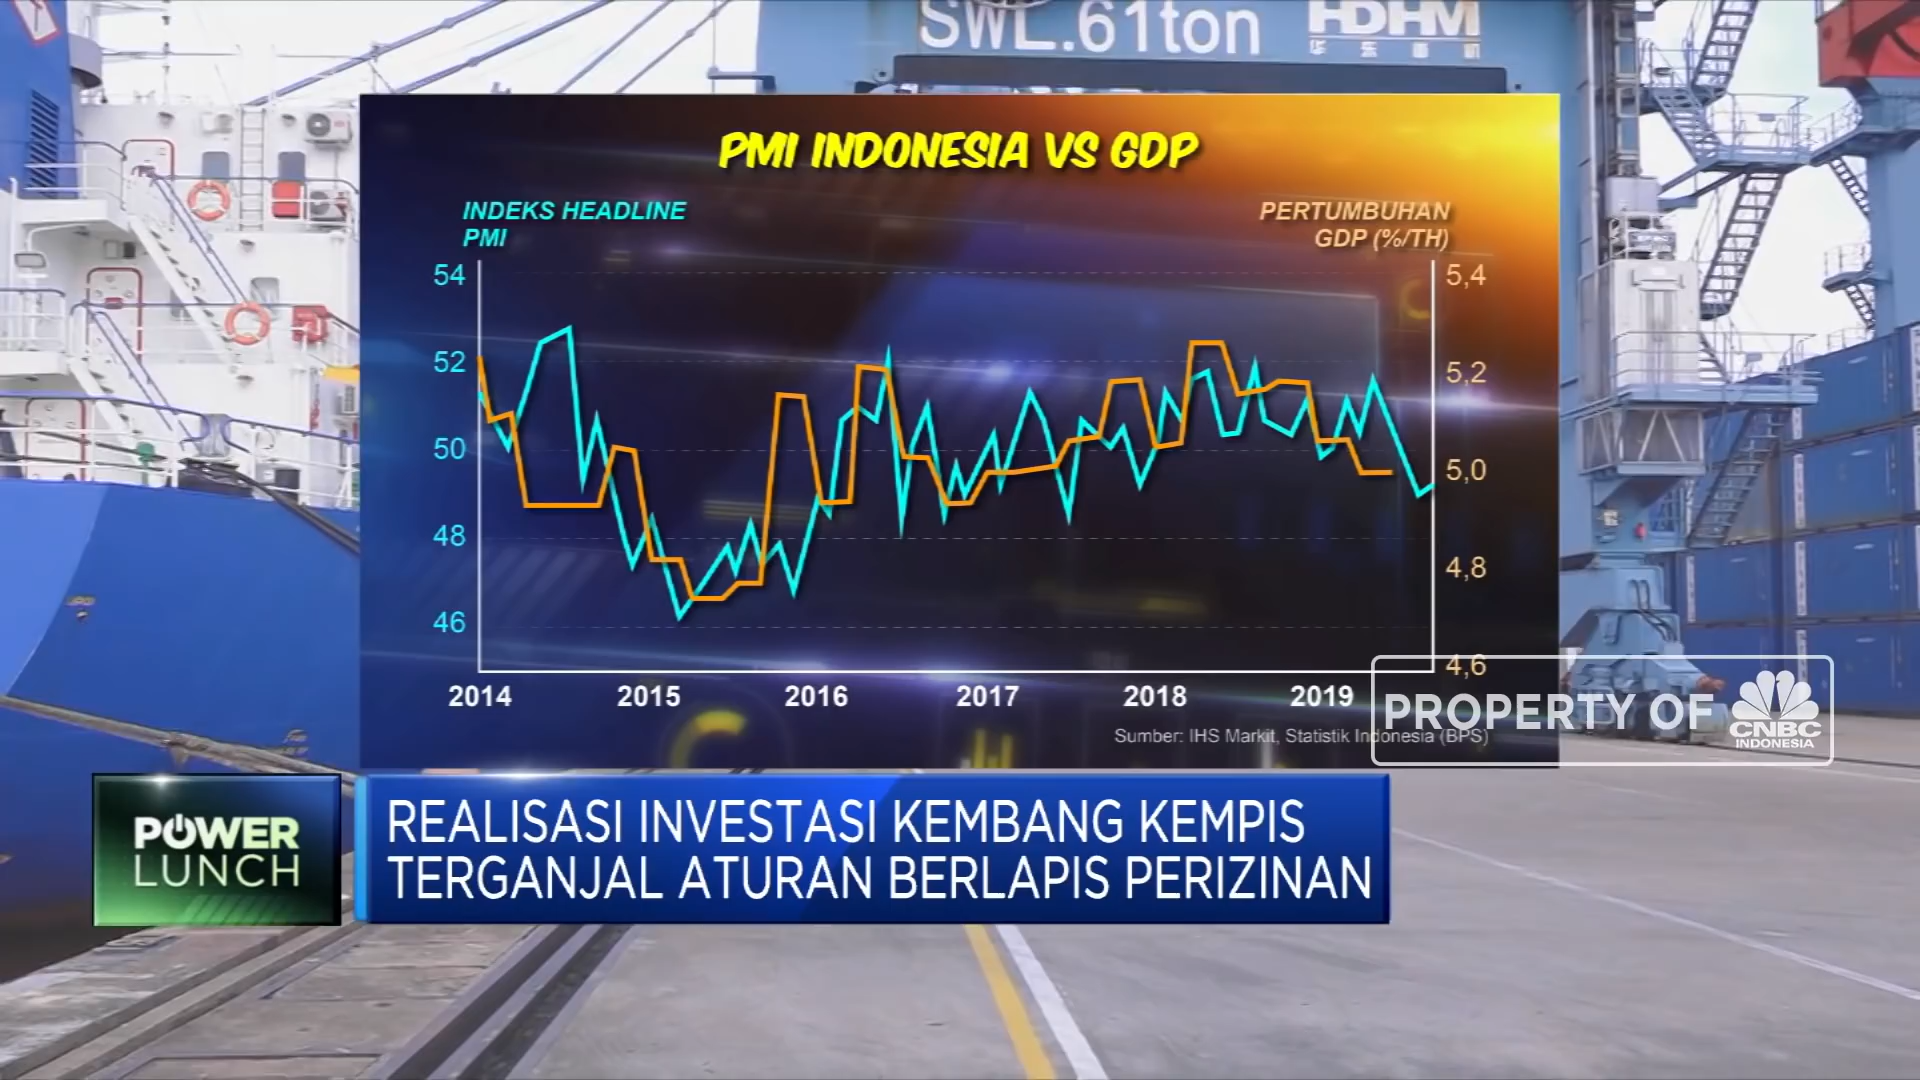 SWL.61ton
HDHM
PMI INDONESIA VS GDP
INDEKS HEADLINE
PMI
PERTUMBUHAN
GDP (%/TH)
54
52
50
48
46
5,4
5,2
5,0
4,8
4,6
2014 2015 2016 2017 2018 2019
Sumber: IHS Markit, Statistik Indonesia (BPS)
PROPERTY OF
CNBC
INDONESIA
POWER
LUNCH
REALISASI INVESTASI KEMBANG KEMPIS
TERGANJAL ATURAN BERLAPIS PERIZINAN